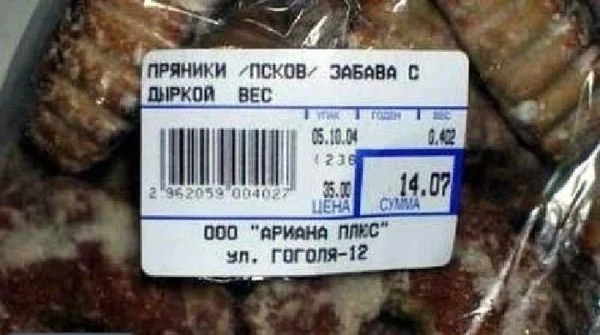 ПРЯНИКИ /ПСКОВ/ ЗАБАВА С
ДЫРКОЙ ВЕС
УПАК ГОДЕН ВЕС
05.10.04 0.402
(236
35.00 14.07
ЦЕНА СУММА
2 962059 004027
ООО "АРИАНА ПЛЮС"
УЛ. ГОГОЛЯ-12